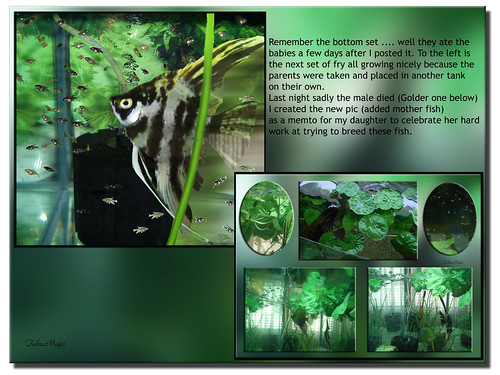 Remember the bottom set .... well they ate the
babies a few days after I posted it. To the left is
the next set of fry all growing nicely because the
parents were taken and placed in another tank
on their own.
Last night sadly the male died (Golder one below)
I created the new pic (added mother fish)
as a memto for my daughter to celebrate her hard
work at trying to breed these fish.